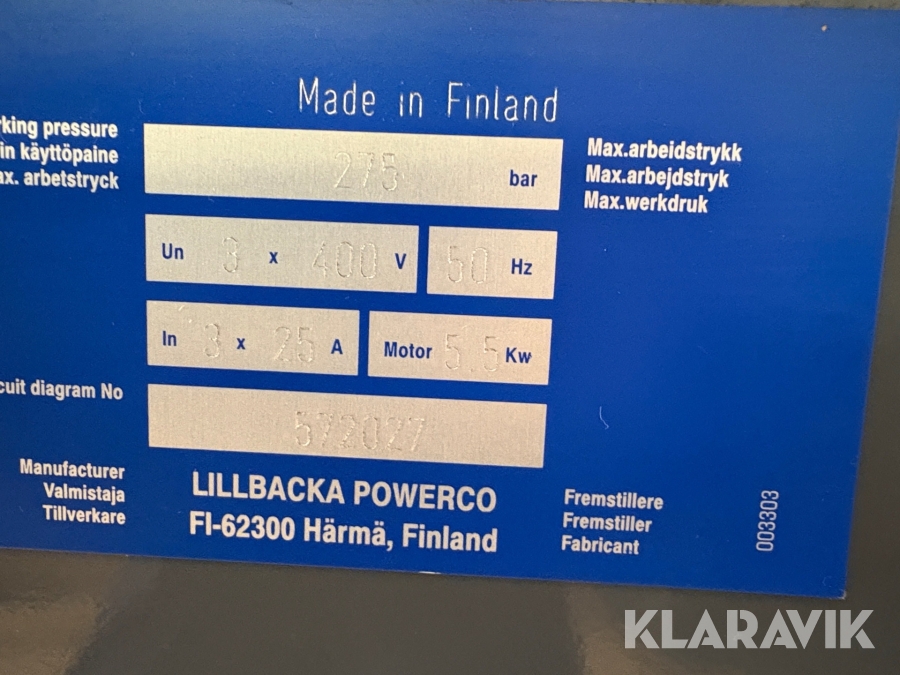 Made in Finland
rking pressure
in käyttöpaine
ax. arbetstryck
275 bar
Max.arbeidstrykk
Max.arbejdstryk
Max.werkdruk
Un 3 x 400 V
50 Hz
In 3 x 25 A
Motor 5.5 Kw
cuit diagram No
572027
Manufacturer
Valmistaja
Tillverkare
LILLBACKA POWERCO
FI-62300 Härmä, Finland
Fremstillere
Fremstiller
Fabricant
003303
KLARAVIK